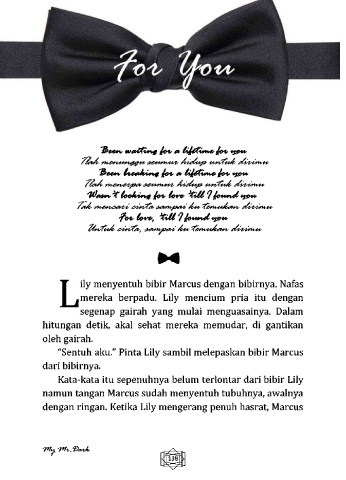 For You
Been waiting for a lifetime for you
Tlah menunggu seumur hidup untuk dirimu
Been breaking for a lifetime for you
Tlah menerpa seumur hidup untuk dirimu
Wasn't looking for love 'till I found you
Tak mencari cinta sampai ku temukan dirimu
For love, 'till I found you
Untuk cinta, sampai ku temukan dirimu
Lily menyentuh bibir Marcus dengan bibirnya. Nafas
mereka berpadu. Lily mencium pria itu dengan
segenap gairah yang mulai menguasainya. Dalam
hitungan detik, akal sehat mereka memudar, di gantikan
oleh gairah.
"Sentuh aku." Pinta Lily sambil melepaskan bibir Marcus
dari bibirnya.
Kata-kata itu sepenuhnya belum terlontar dari bibir Lily
namun tangan Marcus sudah menyentuh tubuhnya, awalnya
dengan ringan. Ketika Lily mengerang penuh hasrat, Marcus
My Mr. Dark
136